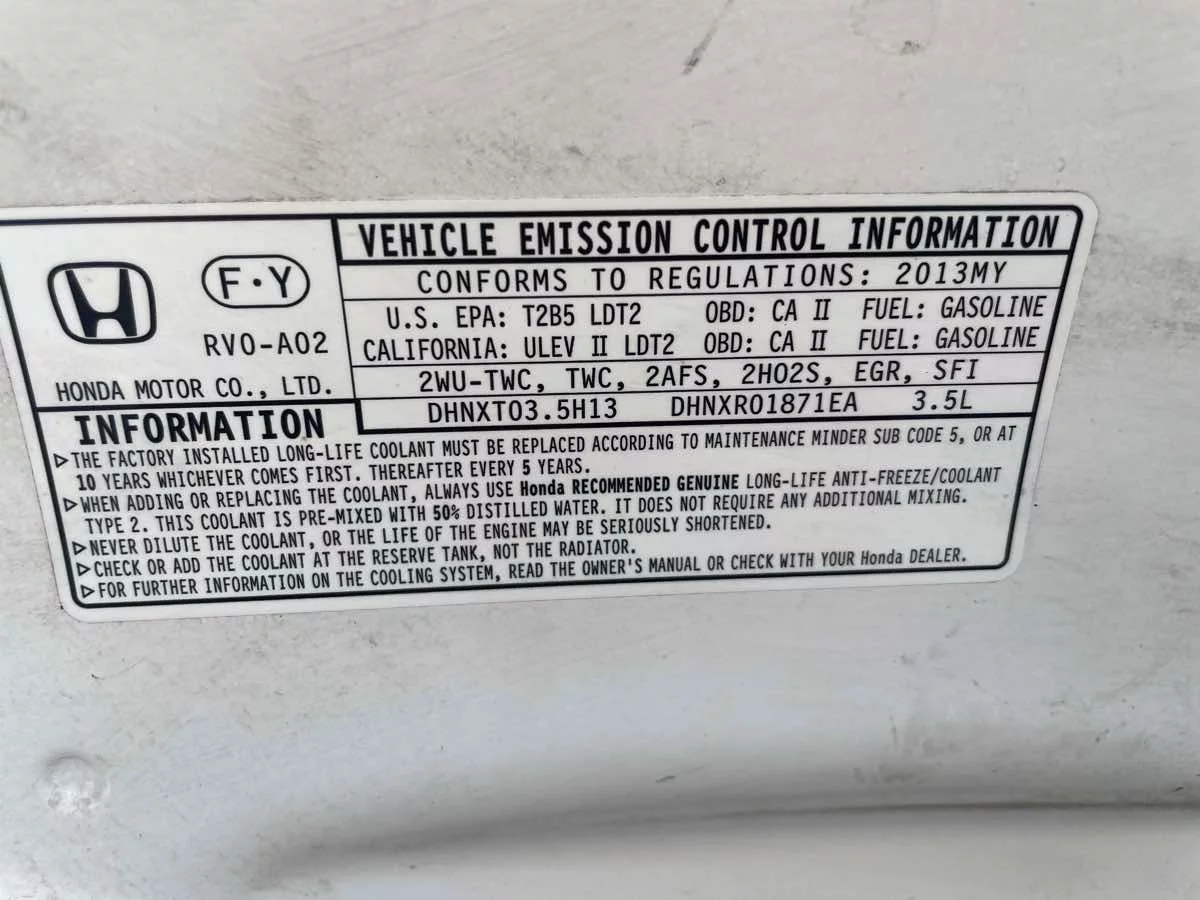 VEHICLE EMISSION CONTROL INFORMATION
F·Y
CONFORMS TO REGULATIONS: 2013MY
U.S. EPA: T2B5 LDT2 OBD: CA II FUEL: GASOLINE
RV0-A02
CALIFORNIA: ULEV II LDT2 OBD: CA II FUEL: GASOLINE
HONDA MOTOR CO., LTD.
2WU-TWC, TWC, 2AFS, 2HO2S, EGR, SFI
DHNXT03.5H13 DHNXR01871EA 3.5L
INFORMATION
▷THE FACTORY INSTALLED LONG-LIFE COOLANT MUST BE REPLACED ACCORDING TO MAINTENANCE MINDER SUB CODE 5, OR AT
10 YEARS WHICHEVER COMES FIRST. THEREAFTER EVERY 5 YEARS.
▷WHEN ADDING OR REPLACING THE COOLANT, ALWAYS USE Honda RECOMMENDED GENUINE LONG-LIFE ANTI-FREEZE/COOLANT
TYPE 2. THIS COOLANT IS PRE-MIXED WITH 50% DISTILLED WATER. IT DOES NOT REQUIRE ANY ADDITIONAL MIXING.
▷NEVER DILUTE THE COOLANT, OR THE LIFE OF THE ENGINE MAY BE SERIOUSLY SHORTENED.
▷CHECK OR ADD THE COOLANT AT THE RESERVE TANK, NOT THE RADIATOR.
▷FOR FURTHER INFORMATION ON THE COOLING SYSTEM, READ THE OWNER'S MANUAL OR CHECK WITH YOUR Honda DEALER.